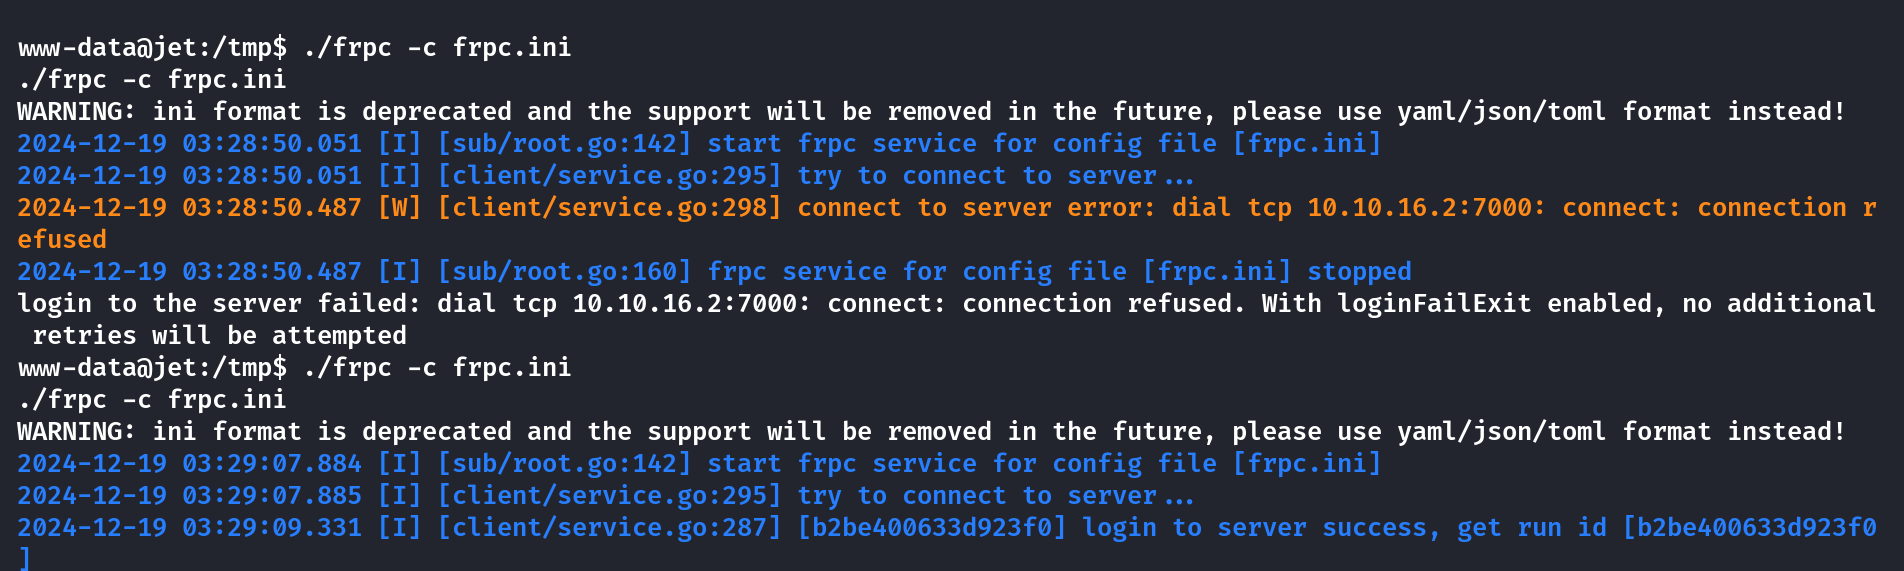 www-data@jet:/tmp$ ./frpc -c frpc.ini
./frpc -c frpc.ini
WARNING: ini format is deprecated and the support will be removed in the future, please use yaml/json/toml format instead!
2024-12-19 03:28:50.051 [I] [sub/root.go:142] start frpc service for config file [frpc.ini]
2024-12-19 03:28:50.051 [I] [client/service.go:295] try to connect to server...
2024-12-19 03:28:50.487 [W] [client/service.go:298] connect to server error: dial tcp 10.10.16.2:7000: connect: connection r
efused
2024-12-19 03:28:50.487 [I] [sub/root.go:160] frpc service for config file [frpc.ini] stopped
login to the server failed: dial tcp 10.10.16.2:7000: connect: connection refused. With loginFailExit enabled, no additional
 retries will be attempted
www-data@jet:/tmp$ ./frpc -c frpc.ini
./frpc -c frpc.ini
WARNING: ini format is deprecated and the support will be removed in the future, please use yaml/json/toml format instead!
2024-12-19 03:29:07.884 [I] [sub/root.go:142] start frpc service for config file [frpc.ini]
2024-12-19 03:29:07.885 [I] [client/service.go:295] try to connect to server...
2024-12-19 03:29:09.331 [I] [client/service.go:287] [b2be400633d923f0] login to server success, get run id [b2be400633d923f0
]